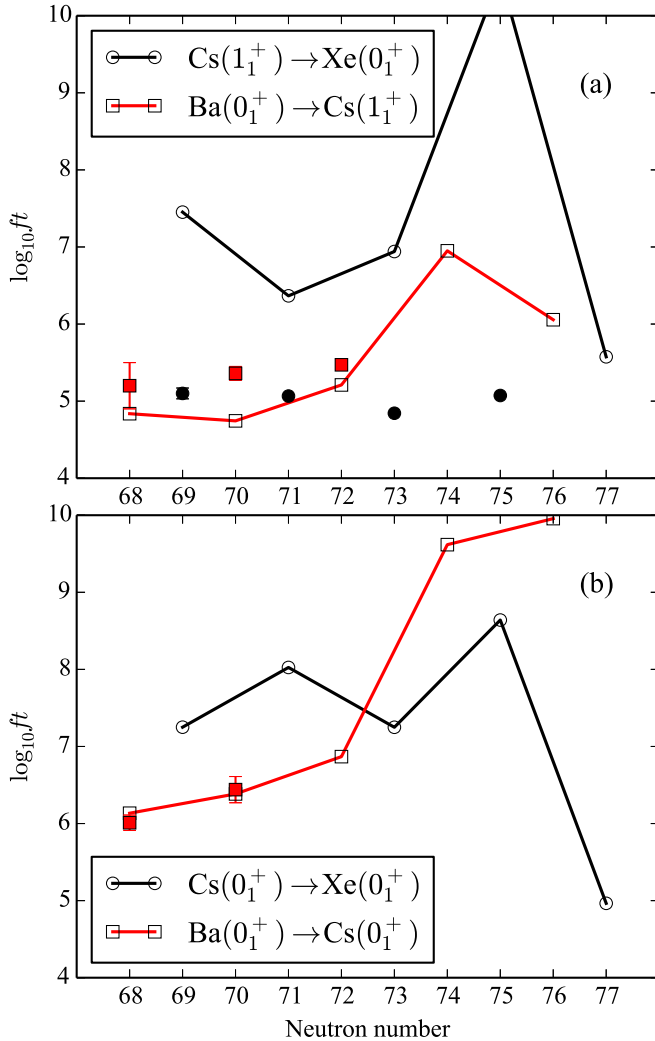 10
9
8
7
6
5
4
log₁₀ft
Cs(1₁⁺)→Xe(0₁⁺)
Ba(0₁⁺)→Cs(1₁⁺)
(a)
68 69 70 71 72 73 74 75 76 77
10
9
8
7
6
5
4
log₁₀ft
(b)
Cs(0₁⁺)→Xe(0₁⁺)
Ba(0₁⁺)→Cs(0₁⁺)
68 69 70 71 72 73 74 75 76 77
Neutron number